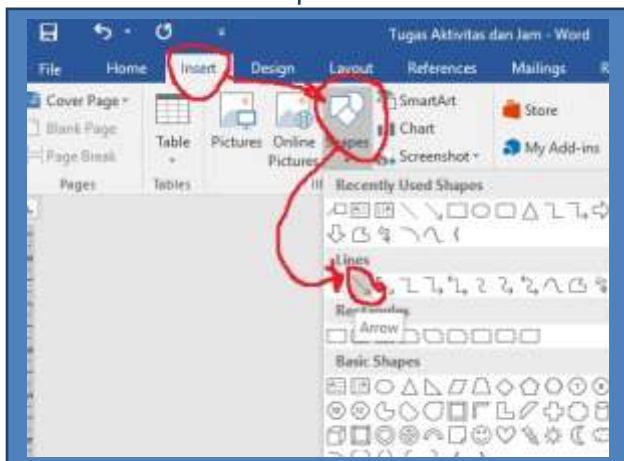 Tugas Aktivitas dan Jam - Word
File Home Insert Design Layout References Mailings R
Cover Page
Blank Page
Page Break
Table
Pictures
Online Pictures
Shapes
SmartArt
Chart
Screenshot
Store
My Add-ins
Pages Tables
Recently Used Shapes
Lines
Rectangles
Arrow
Basic Shapes